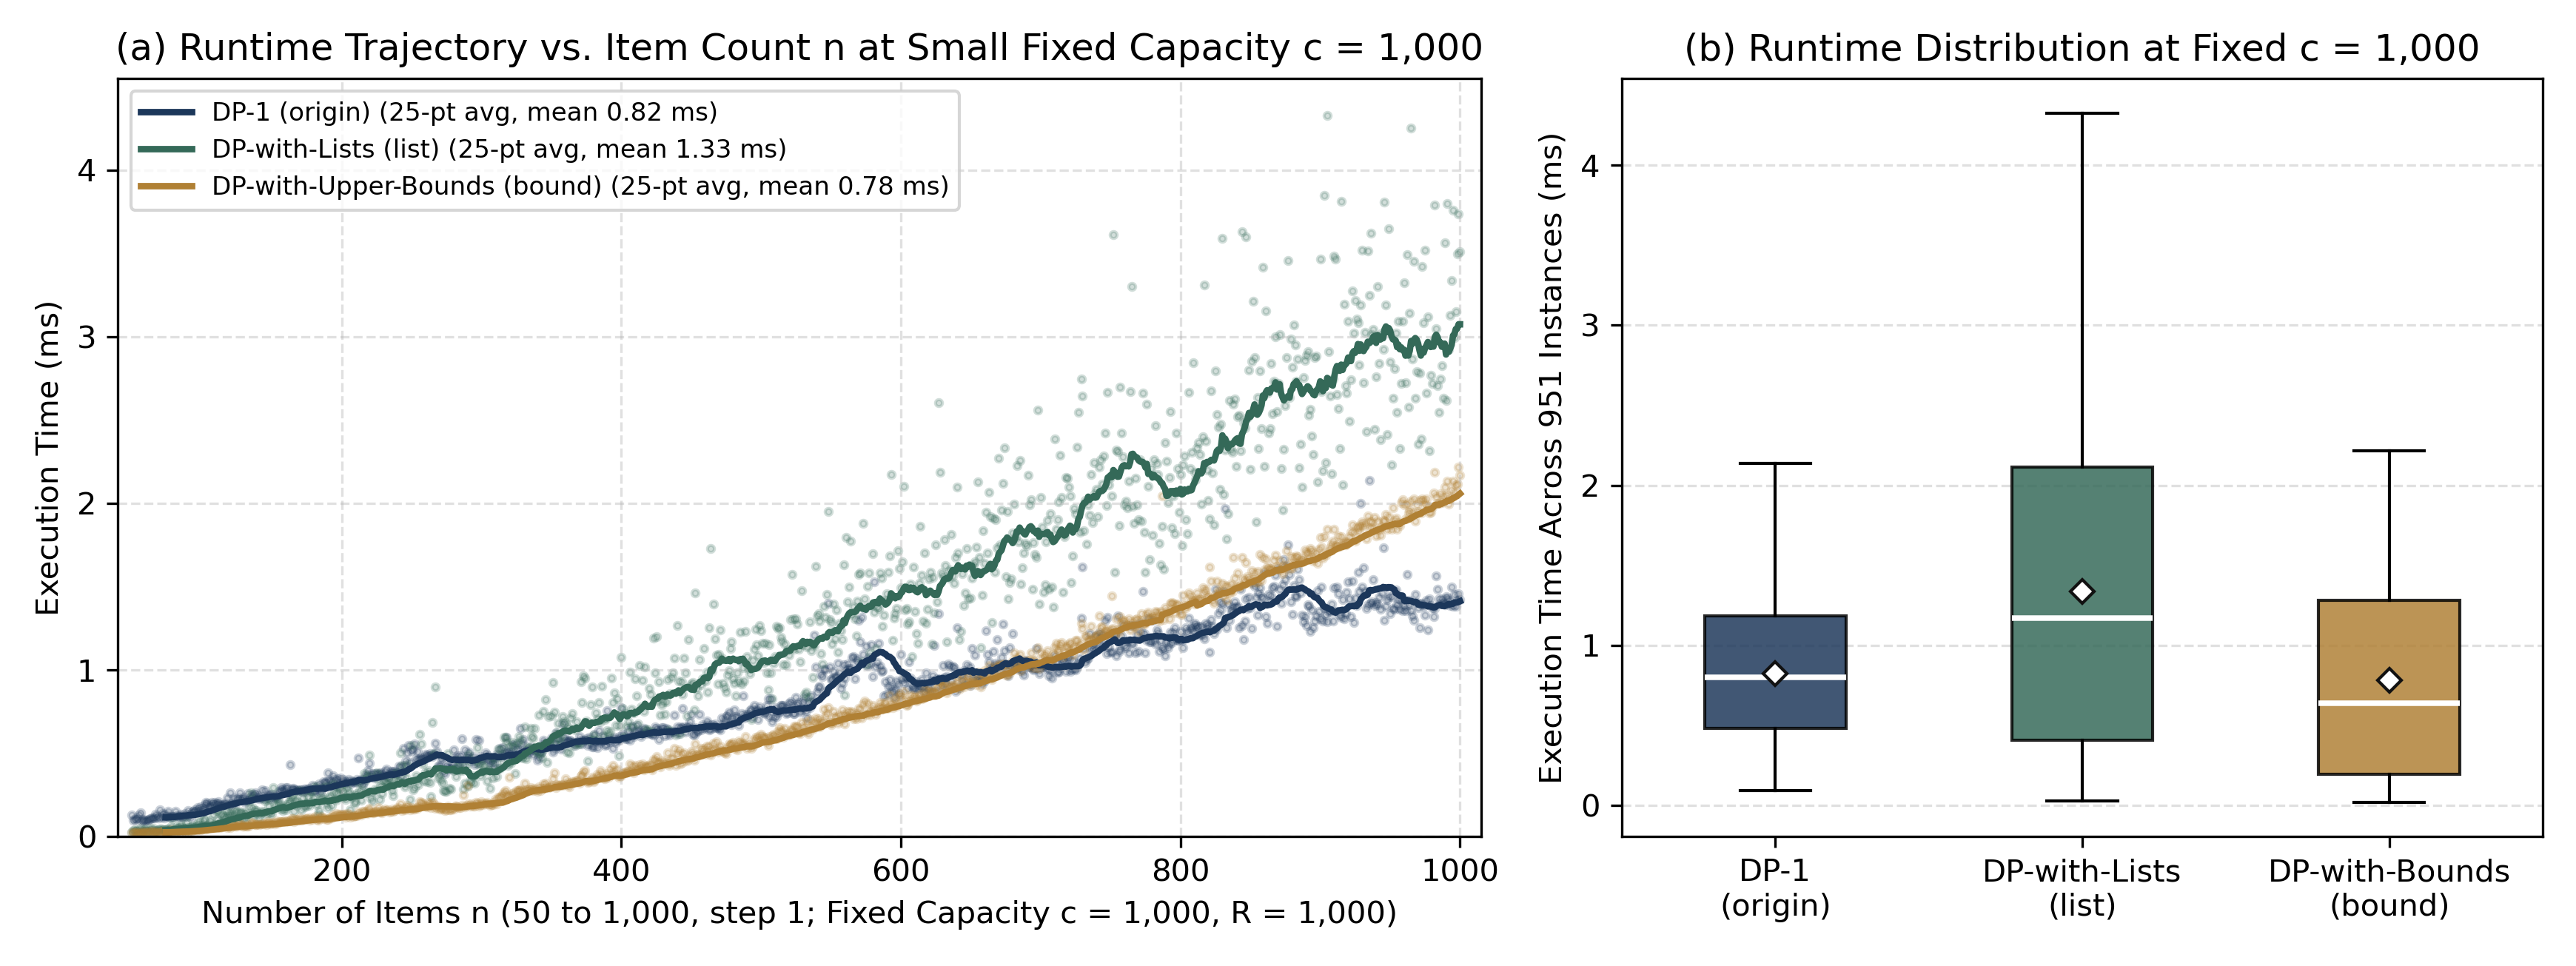 (a) Runtime Trajectory vs. Item Count n at Small Fixed Capacity c = 1,000
DP-1 (origin) (25-pt avg, mean 0.82 ms)
DP-with-Lists (list) (25-pt avg, mean 1.33 ms)
DP-with-Upper-Bounds (bound) (25-pt avg, mean 0.78 ms)
Execution Time (ms)
4
3
2
1
0
200
400
600
800
1000
Number of Items n (50 to 1,000, step 1; Fixed Capacity c = 1,000, R = 1,000)
(b) Runtime Distribution at Fixed c = 1,000
Execution Time Across 951 Instances (ms)
4
3
2
1
0
DP-1
(origin)
DP-with-Lists
(list)
DP-with-Bounds
(bound)